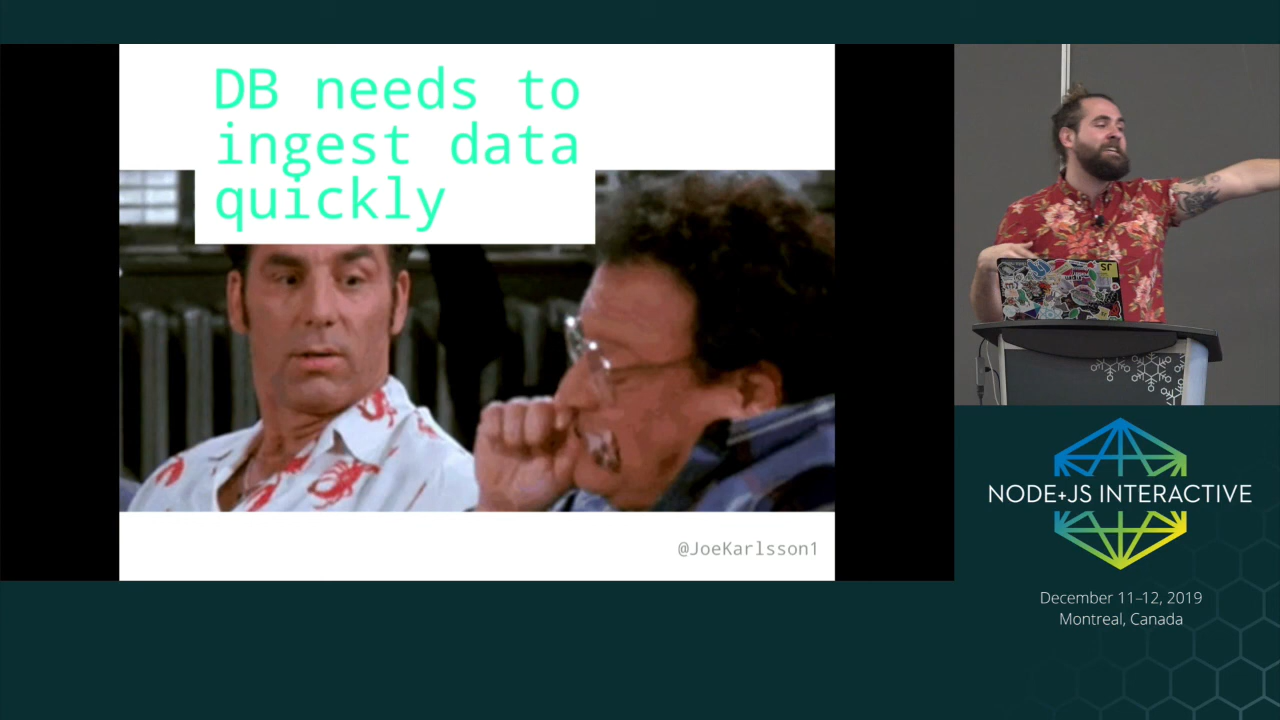 DB needs to
ingest data
quickly
@JoeKarlsson1
NODE+JS INTERACTIVE
December 11–12, 2019
Montreal, Canada